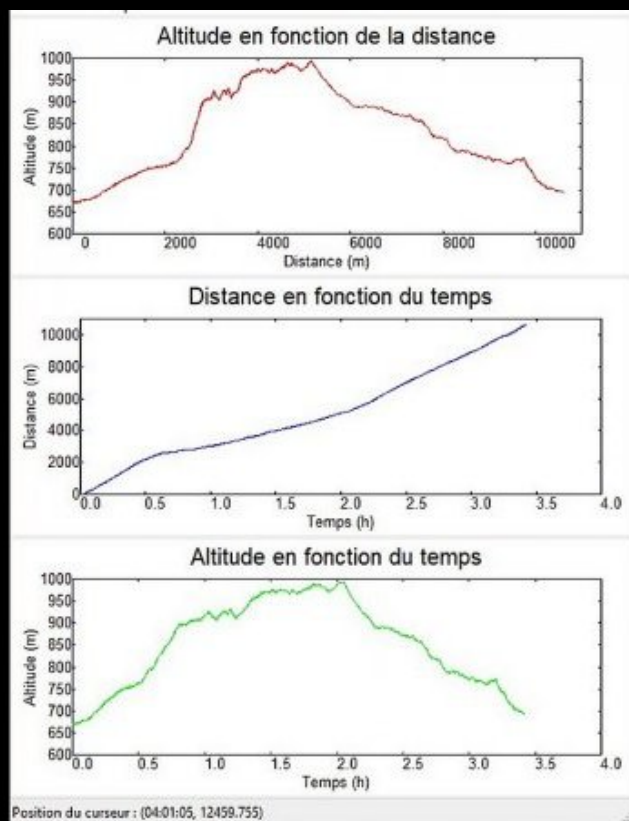 Altitude en fonction de la distance
1000
950
900
850
800
750
700
650
600
Altitude (m)
0 2000 4000 6000 8000 10000
Distance (m)
Distance en fonction du temps
10000
8000
6000
4000
2000
0
Distance (m)
0.0 0.5 1.0 1.5 2.0 2.5 3.0 3.5 4.0
Temps (h)
Altitude en fonction du temps
1000
950
900
850
800
750
700
650
600
Altitude (m)
0.0 0.5 1.0 1.5 2.0 2.5 3.0 3.5 4.0
Temps (h)
Position du curseur : (04:01:05, 12459.755)